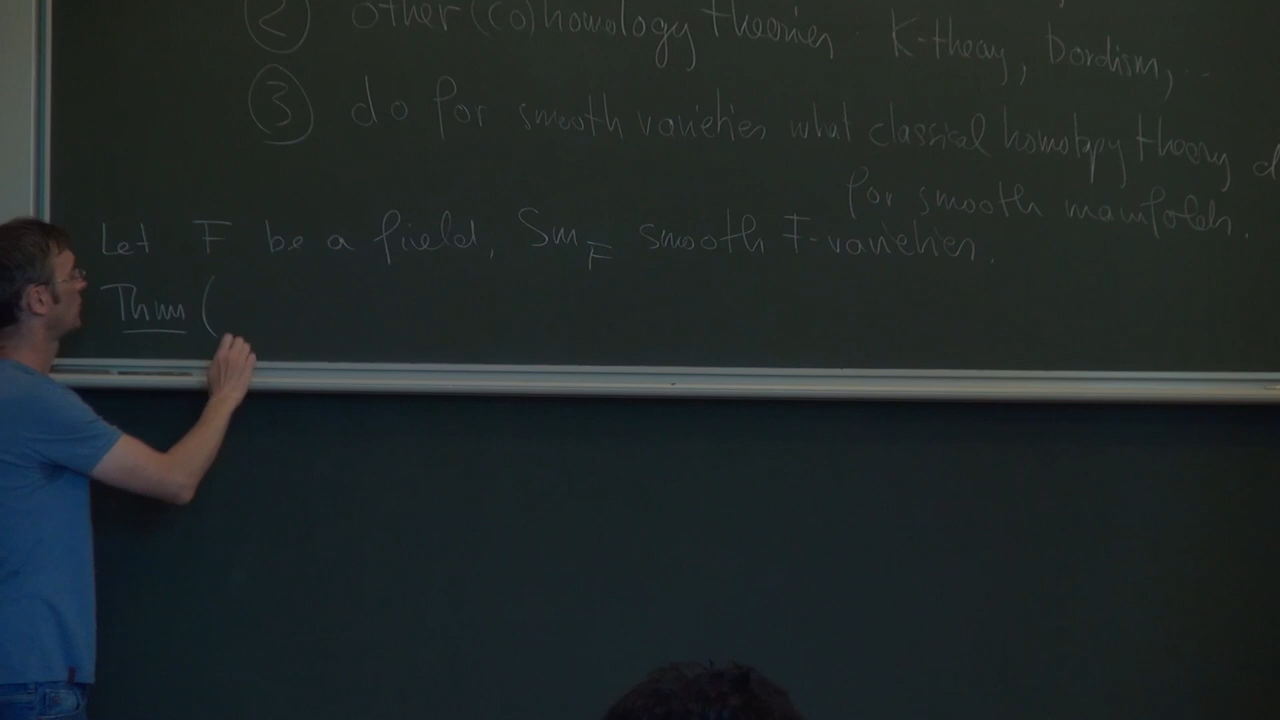 ② other (co)homology theories K-theory, bordism, ...
③ do for smooth varieties what classical homotopy theory d
for smooth manifolds.
Let F be a field, Sm_F smooth F-varieties.
Thm (